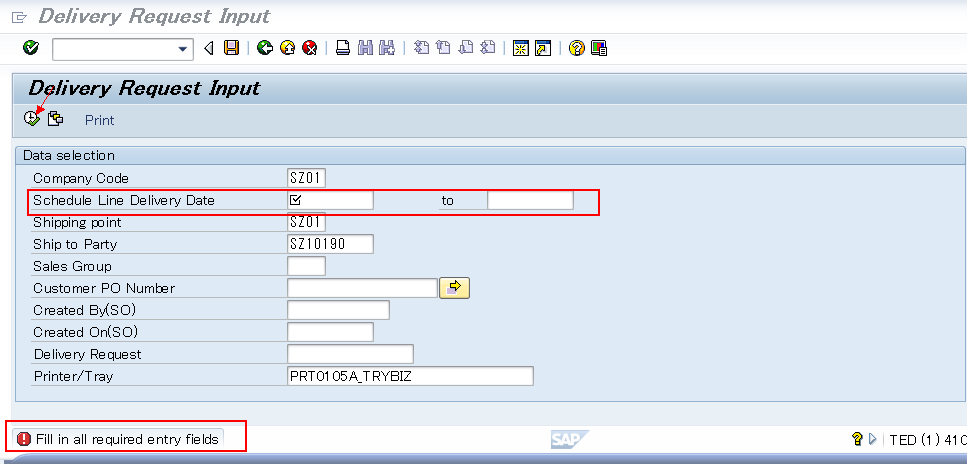 Delivery Request Input
Delivery Request Input
Print
Data selection
Company Code SZ01
Schedule Line Delivery Date to
Shipping point SZ01
Ship to Party SZ10190
Sales Group
Customer PO Number
Created By(SO)
Created On(SO)
Delivery Request
Printer/Tray PRT0105A_TRYBIZ
Fill in all required entry fields SAP TED (1) 410